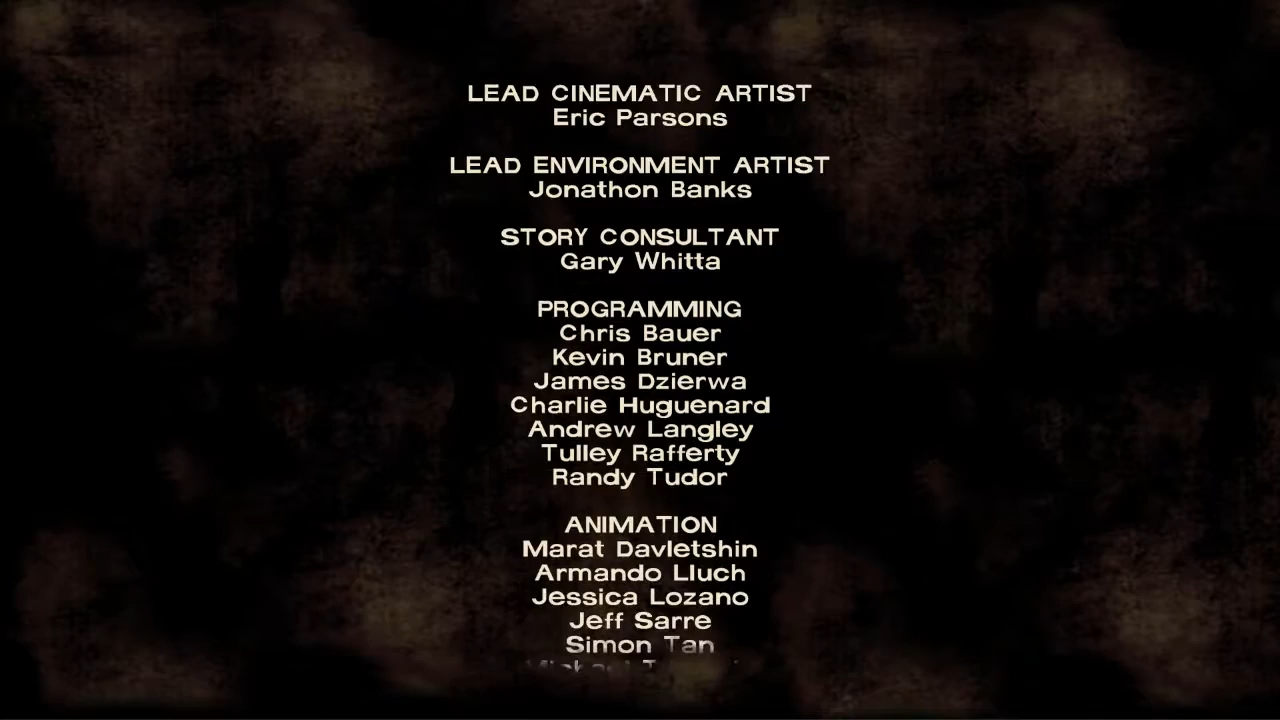 LEAD CINEMATIC ARTIST
Eric Parsons
LEAD ENVIRONMENT ARTIST
Jonathon Banks
STORY CONSULTANT
Gary Whitta
PROGRAMMING
Chris Bauer
Kevin Bruner
James Dzierwa
Charlie Huguenard
Andrew Langley
Tulley Rafferty
Randy Tudor
ANIMATION
Marat Davletshin
Armando Lluch
Jessica Lozano
Jeff Sarre
Simon Tan